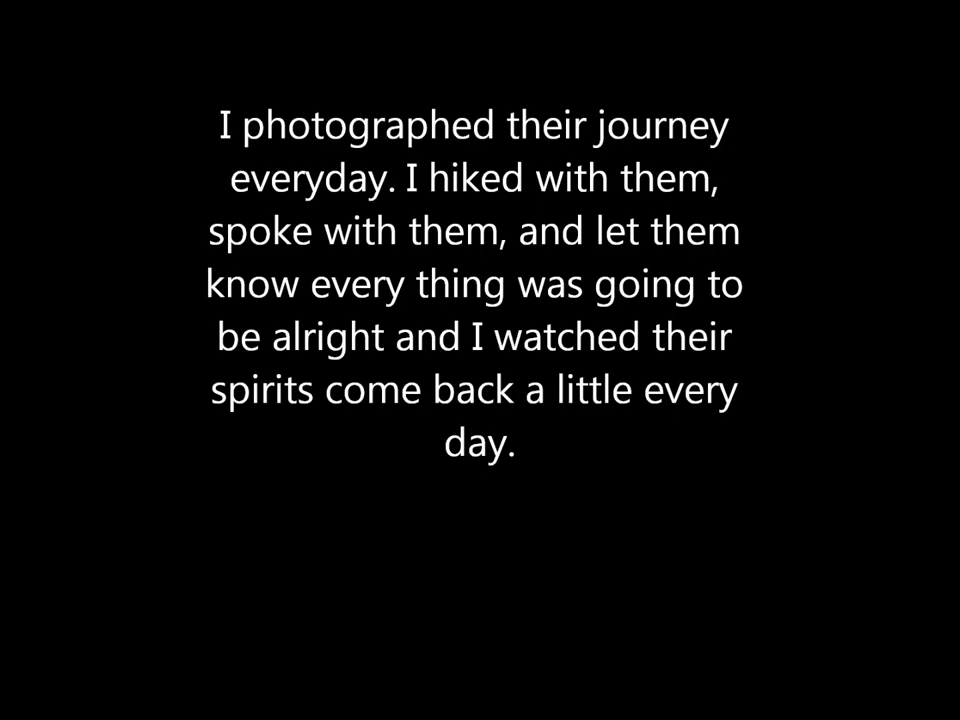 I photographed their journey
everyday. I hiked with them,
spoke with them, and let them
know every thing was going to
be alright and I watched their
spirits come back a little every
day.